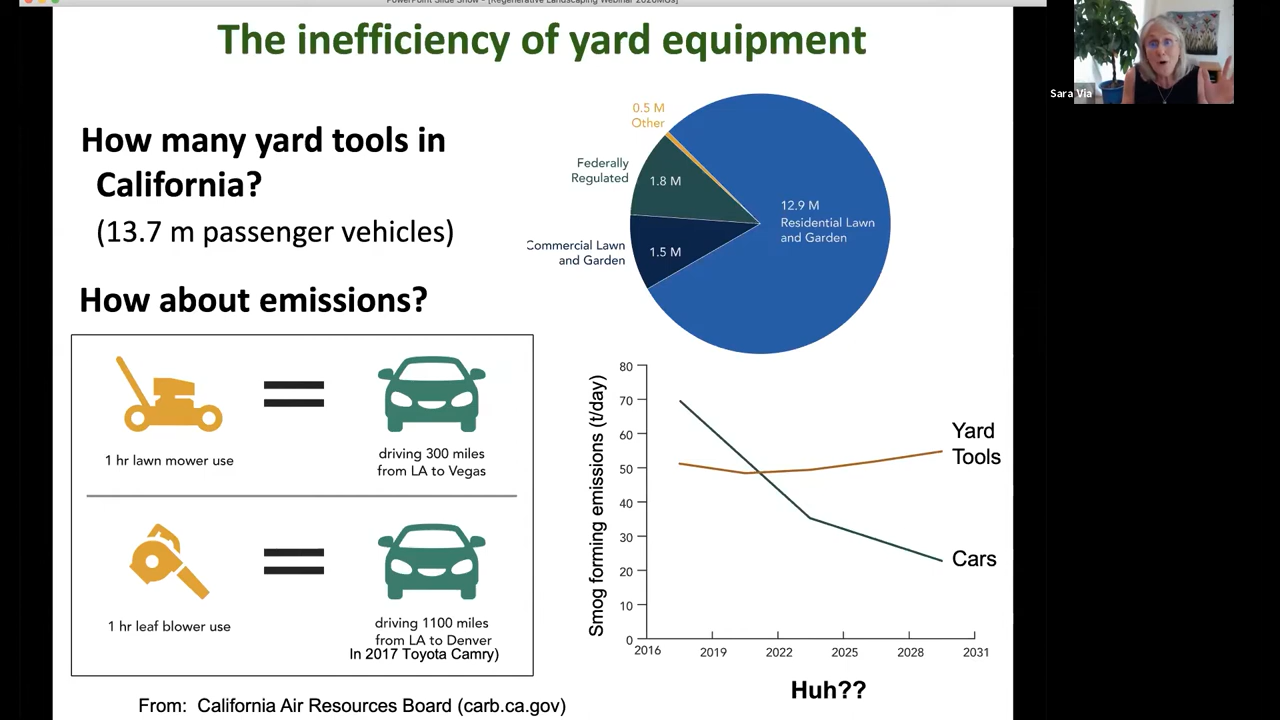 PowerPoint Slide Show - [Regenerative Landscaping Webinar 2020MGs]
The inefficiency of yard equipment
Sara Via
How many yard tools in
California?
(13.7 m passenger vehicles)
How about emissions?
0.5 M
Other
Federally
Regulated
1.8 M
12.9 M
Residential Lawn
and Garden
Commercial Lawn
and Garden
1.5 M
1 hr lawn mower use
driving 300 miles
from LA to Vegas
1 hr leaf blower use
driving 1100 miles
from LA to Denver
In 2017 Toyota Camry)
From: California Air Resources Board (carb.ca.gov)
Smog forming emissions (t/day)
80
70
60
50
40
30
20
10
0
2016
2019
2022
2025
2028
2031
Yard
Tools
Cars
Huh??